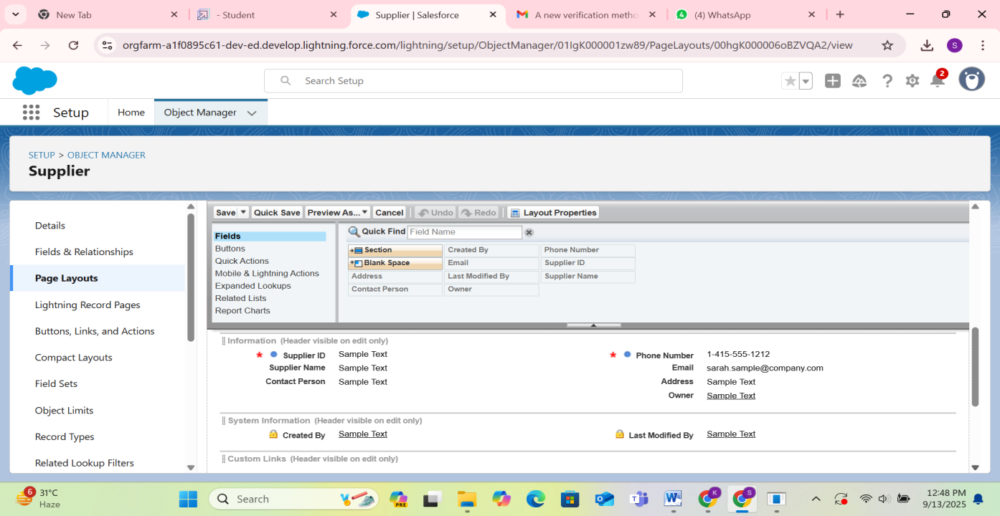 New Tab
- Student
Supplier | Salesforce
A new verification metho
4
(4) WhatsApp
orgfarm-a1f0895c61-dev-ed.develop.lightning.force.com/lightning/setup/ObjectManager/01IgK000001zw89/PageLayouts/00hgK000006oBZVQA2/view
S
Search Setup
2
Setup
Home
Object Manager
SETUP > OBJECT MANAGER
Supplier
Details
Fields & Relationships
Page Layouts
Lightning Record Pages
Buttons, Links, and Actions
Compact Layouts
Field Sets
Object Limits
Record Types
Related Lookup Filters
Save Quick Save Preview As... Cancel Undo Redo Layout Properties
Fields
Buttons
Quick Actions
Mobile & Lightning Actions
Expanded Lookups
Related Lists
Report Charts
Quick Find Field Name
Section Created By Phone Number
Blank Space Email Supplier ID
Address Last Modified By Supplier Name
Contact Person Owner
Information (Header visible on edit only)
* Supplier ID Sample Text * Phone Number 1-415-555-1212
Supplier Name Sample Text Email sarah.sample@company.com
Contact Person Sample Text Address Sample Text
Owner Sample Text
System Information (Header visible on edit only)
Created By Sample Text Last Modified By Sample Text
Custom Links (Header visible on edit only)
6
31°C
Haze
Search
PRE
K
S
12:48 PM
9/13/2025